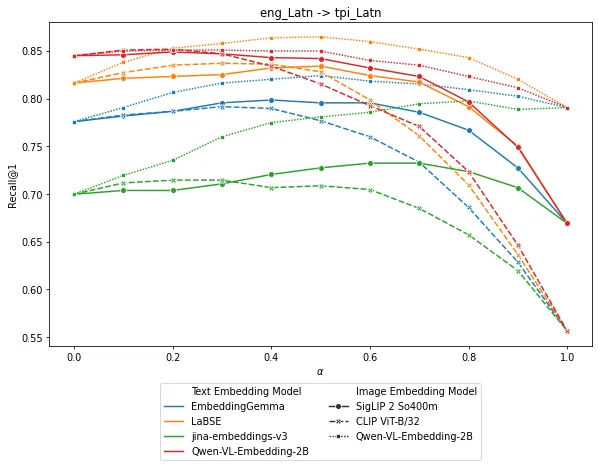 eng_Latn -> tpi_Latn
Recall@1
0.85
0.80
0.75
0.70
0.65
0.60
0.55
0.0 0.2 0.4 0.6 0.8 1.0
α
Text Embedding Model
EmbeddingGemma
LaBSE
jina-embeddings-v3
Qwen-VL-Embedding-2B
Image Embedding Model
SigLIP 2 So400m
CLIP ViT-B/32
Qwen-VL-Embedding-2B